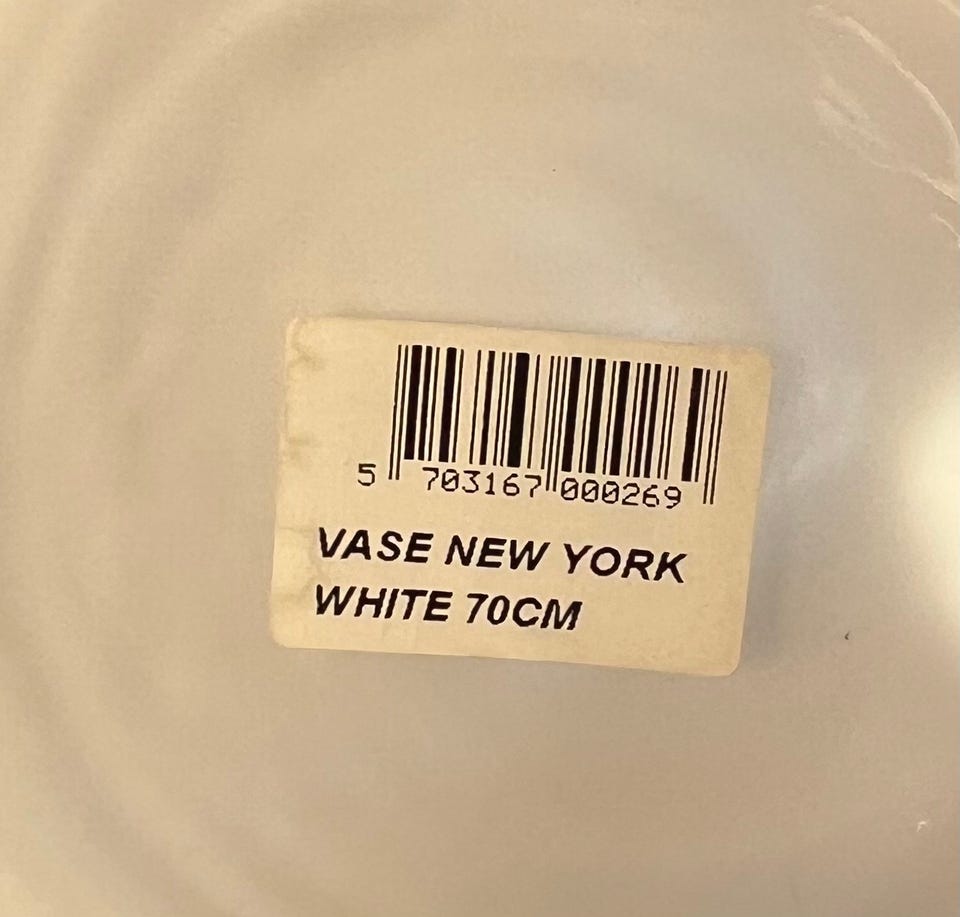 5 703167 000269
VASE NEW YORK
WHITE 70CM